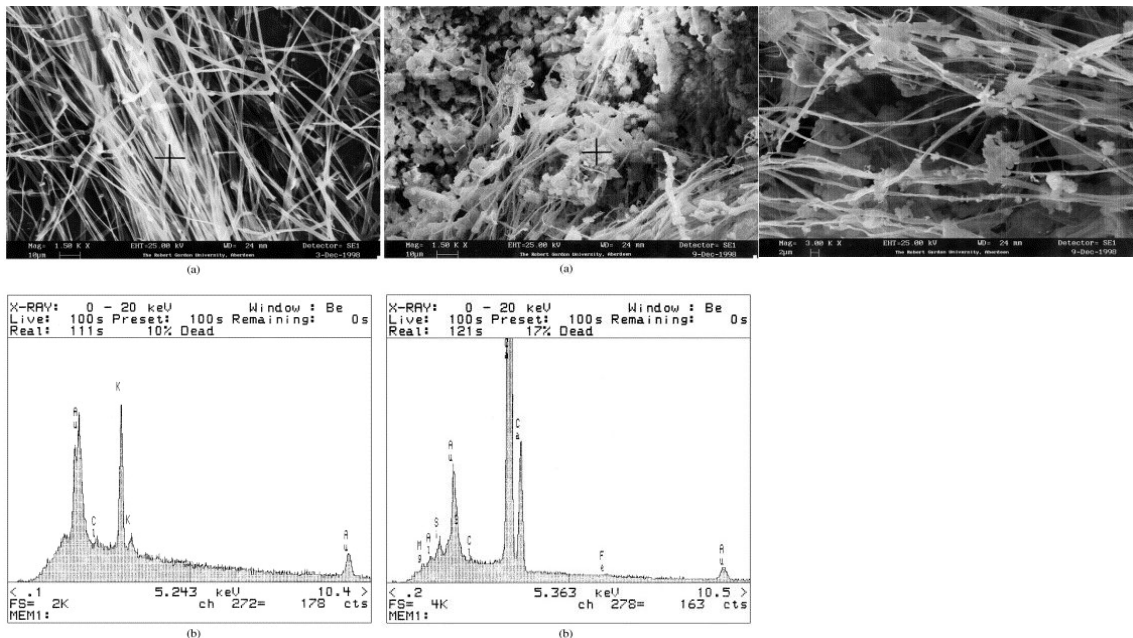 Mag= 1.50 K X EHT=25.00 kV WD= 24 mm Detector= SE1
10µm The Robert Gordon University, Aberdeen 3-Dec-1998
(a)
Mag= 1.50 K X EHT=25.00 kV WD= 24 mm Detector= SE1
10µm The Robert Gordon University, Aberdeen 9-Dec-1998
(a)
Mag= 3.00 K X EHT=25.00 kV WD= 24 mm Detector= SE1
2µm The Robert Gordon University, Aberdeen 9-Dec-1998
X-RAY: 0 - 20 keV Window : Be
Live: 100s Preset: 100s Remaining: 0s
Real: 111s 10% Dead
Au
Cl
K
K
Au
< .1 5.243 keV 10.4 >
FS= 2K ch 272= 178 cts
MEM1:
(b)
X-RAY: 0 - 20 keV Window : Be
Live: 100s Preset: 100s Remaining: 0s
Real: 121s 17% Dead
Mg
Al
Si
Au
Ca
Fe
Au
< .2 5.363 keV 10.5 >
FS= 4K ch 278= 163 cts
MEM1:
(b)